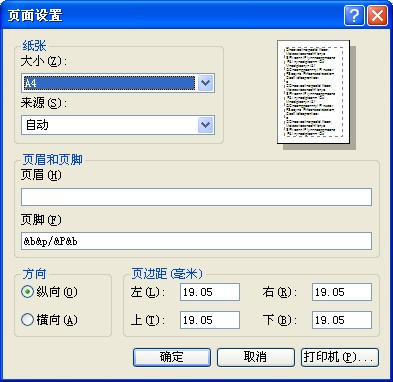 页面设置
纸张
大小(Z):
A4
来源(S):
自动
页眉和页脚
页眉(H)
页脚(F)
&b&p/&P&b
方向
纵向(O)
横向(A)
页边距(毫米)
左(L): 19.05 右(R): 19.05
上(T): 19.05 下(B): 19.05
确定 取消 打印机(P)...